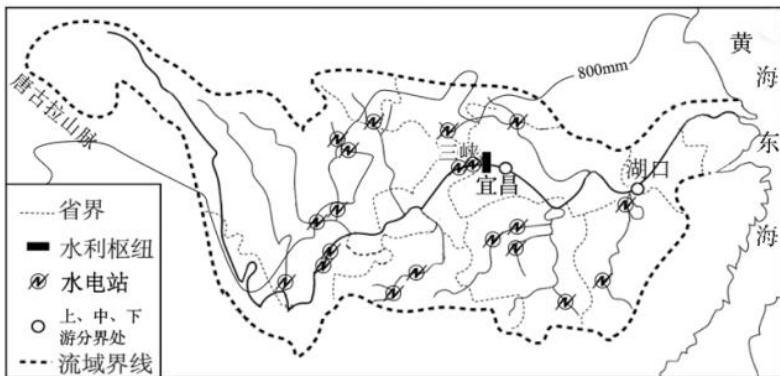 黄
海
800mm
唐古拉山脉
三峡
宜昌
湖口
东
海
省界
水利枢纽
水电站
上、中、下
游分界处
流域界线